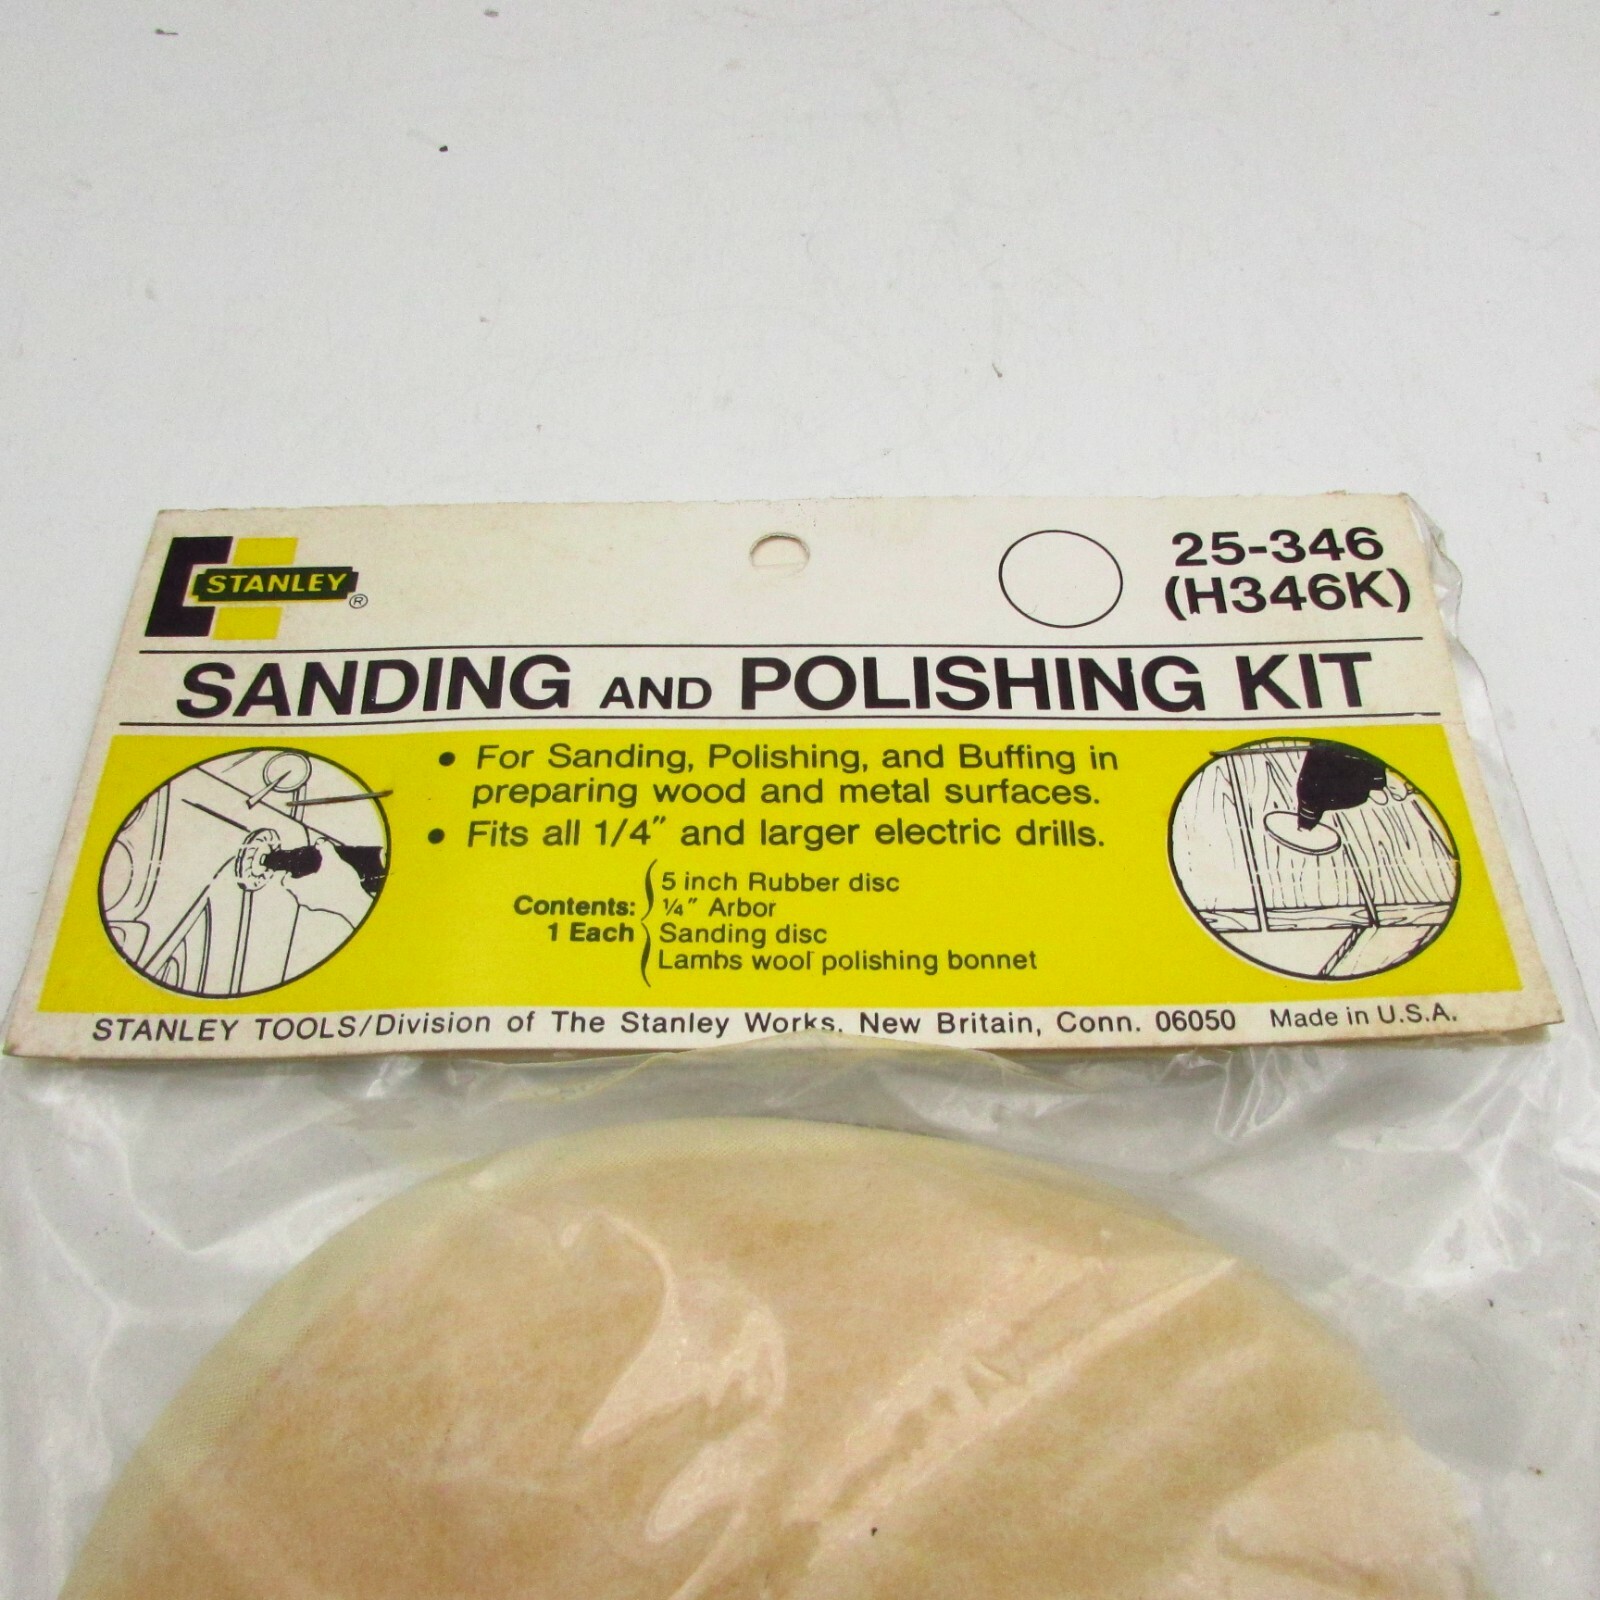 STANLEY®
25-346
(H346K)
SANDING AND POLISHING KIT
• For Sanding, Polishing, and Buffing in
preparing wood and metal surfaces.
• Fits all 1/4" and larger electric drills.
Contents:
1 Each
5 inch Rubber disc
¼" Arbor
Sanding disc
Lambs wool polishing bonnet
STANLEY TOOLS/Division of The Stanley Works, New Britain, Conn. 06050 Made in U.S.A.